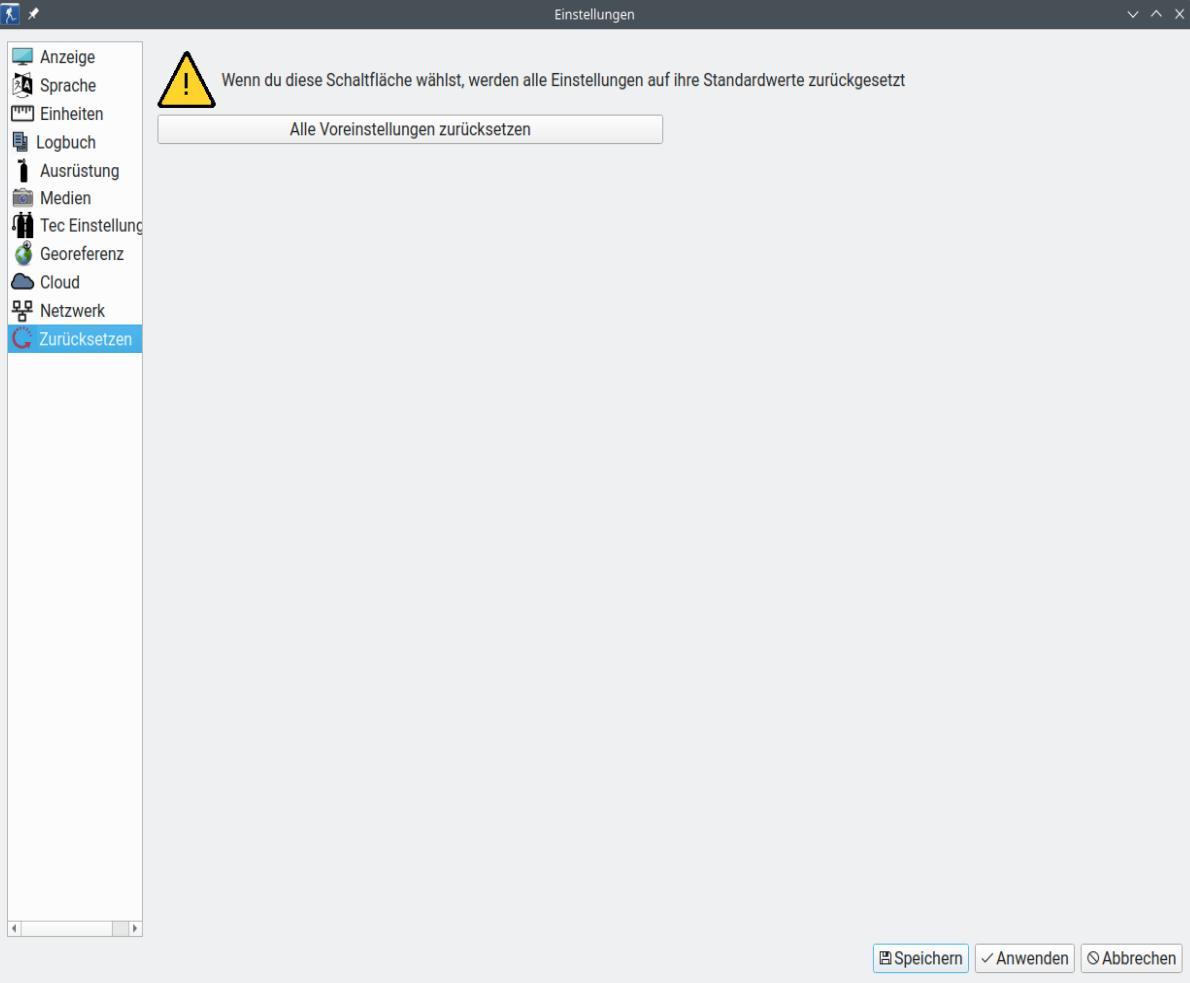 Einstellungen
Anzeige
Sprache
Einheiten
Logbuch
Ausrüstung
Medien
Tec Einstellung
Georeferenz
Cloud
Netzwerk
Zurücksetzen
Wenn du diese Schaltfläche wählst, werden alle Einstellungen auf ihre Standardwerte zurückgesetzt
Alle Voreinstellungen zurücksetzen
Speichern
Anwenden
Abbrechen